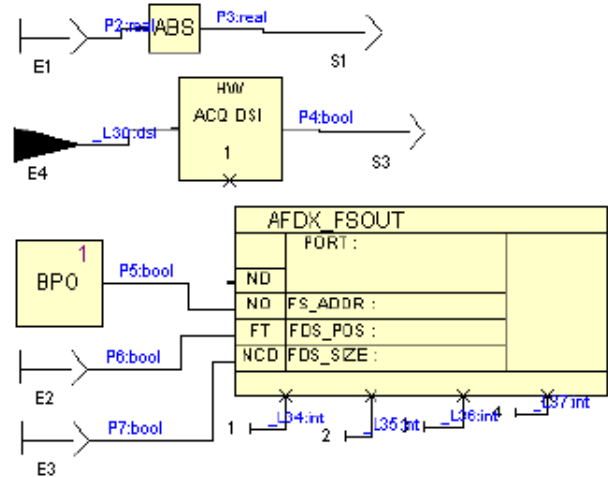 P2:real ABS P3:real
E1 S1
HW
ACQ DSI
_L30:dsi P4:bool
1
E4 S3
AFDX_FSOUT
PORT :
1
BPO P5:bool
ND
NO FS_ADDR :
FT FDS_POS :
P6:bool
NCD FDS_SIZE :
E2
P7:bool 1 _L34:int 2 _L35:int 3 _L36:int 4 _L37:int
E3